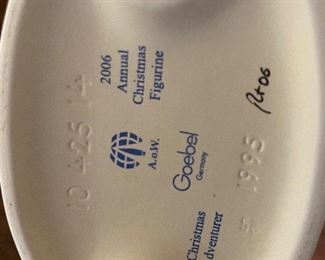 10 425 14
2006
Annual
Christmas
Figurine
A.o.W.
Goebel
Germany
Christmas
dventurer
1995